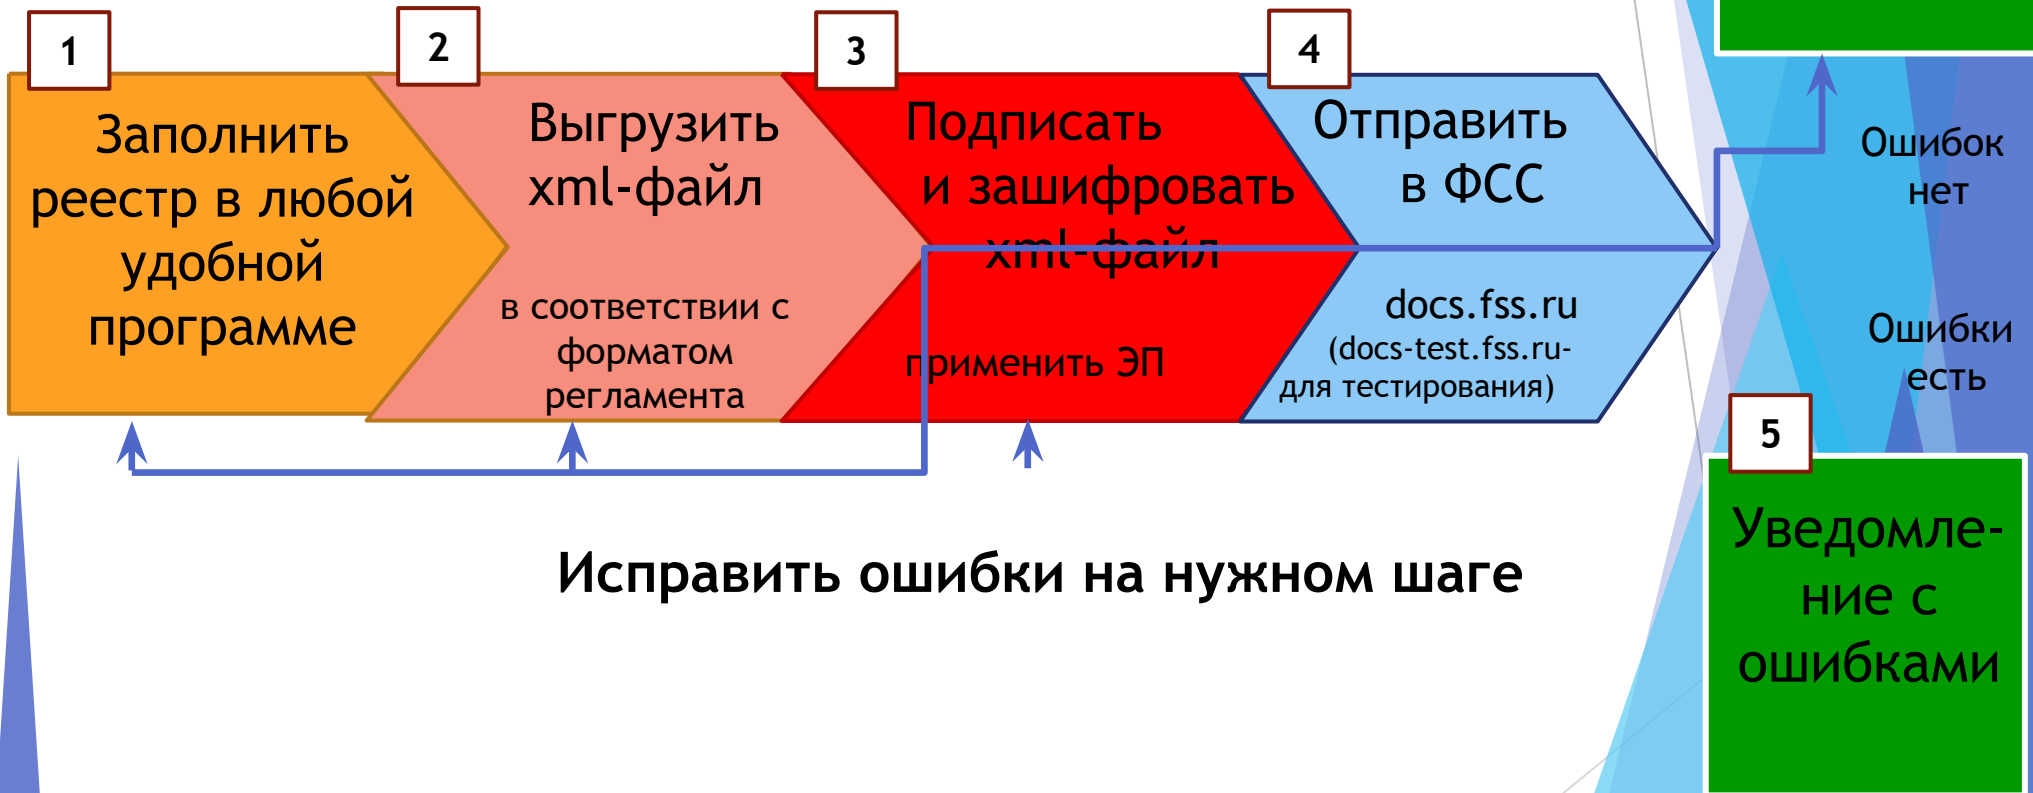 1
Заполнить
реестр в любой
удобной
программе
2
Выгрузить
xml-файл
в соответствии с
форматом
регламента
3
Подписать
и зашифровать
xml-файл
применить ЭП
4
Отправить
в ФСС
docs.fss.ru
(docs-test.fss.ru-
для тестирования)
Ошибок
нет
Ошибки
есть
5
Уведомле-
ние с
ошибками
Исправить ошибки на нужном шаге